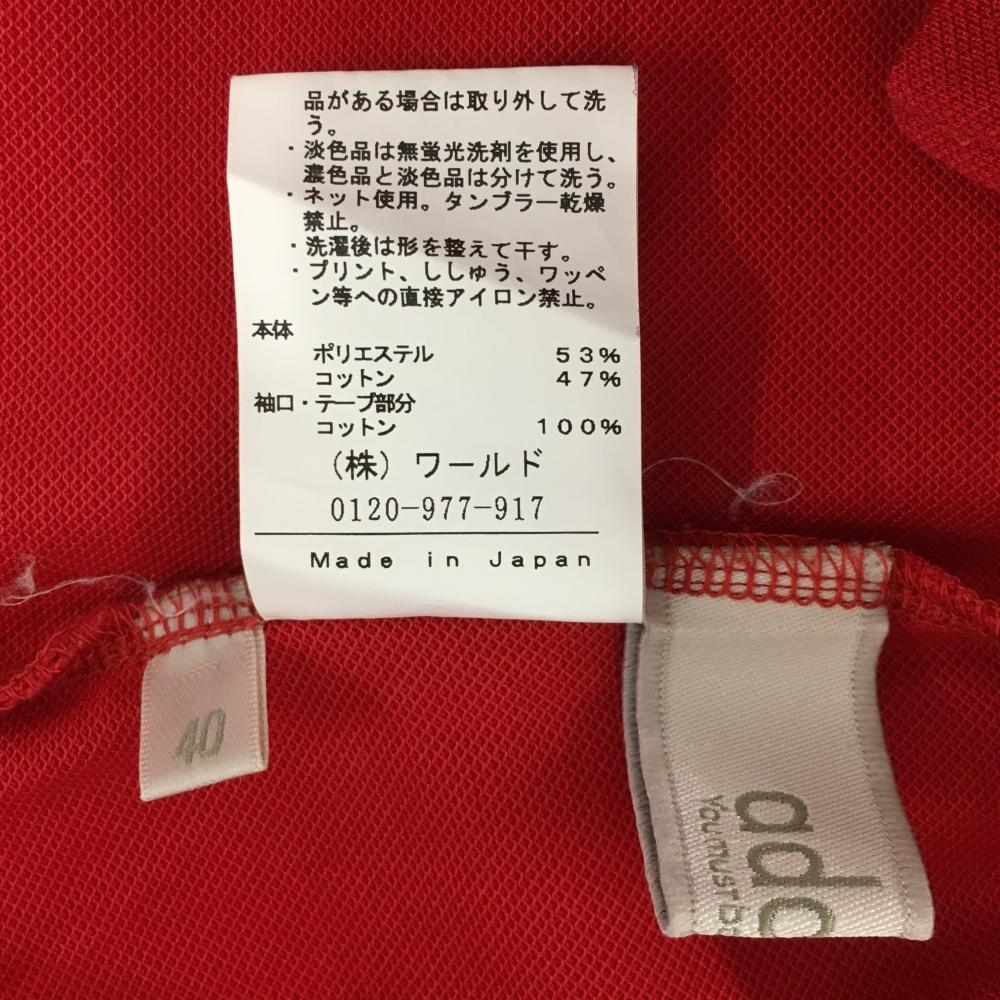 品がある場合は取り外して洗
う。
・淡色品は無蛍光洗剤を使用し、
濃色品と淡色品は分けて洗う。
・ネット使用。タンブラー乾燥
禁止。
・洗濯後は形を整えて干す。
・プリント、ししゅう、ワッペ
ン等への直接アイロン禁止。
本体
ポリエステル 53%
コットン 47%
袖口・テープ部分
コットン 100%
(株) ワールド
0120-977-917
Made in Japan
40
ad
YOU MUST